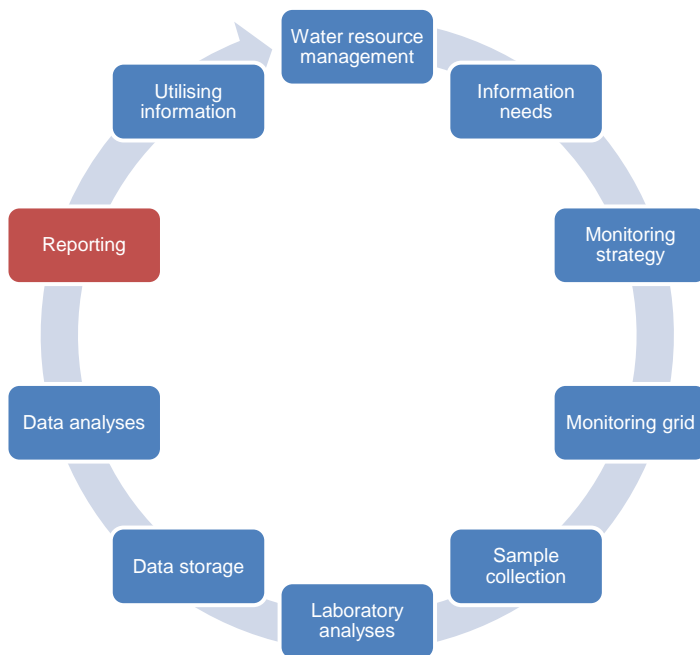 Water resource
management
Information
needs
Monitoring
strategy
Monitoring grid
Sample
collection
Laboratory
analyses
Data storage
Data analyses
Reporting
Utilising
information